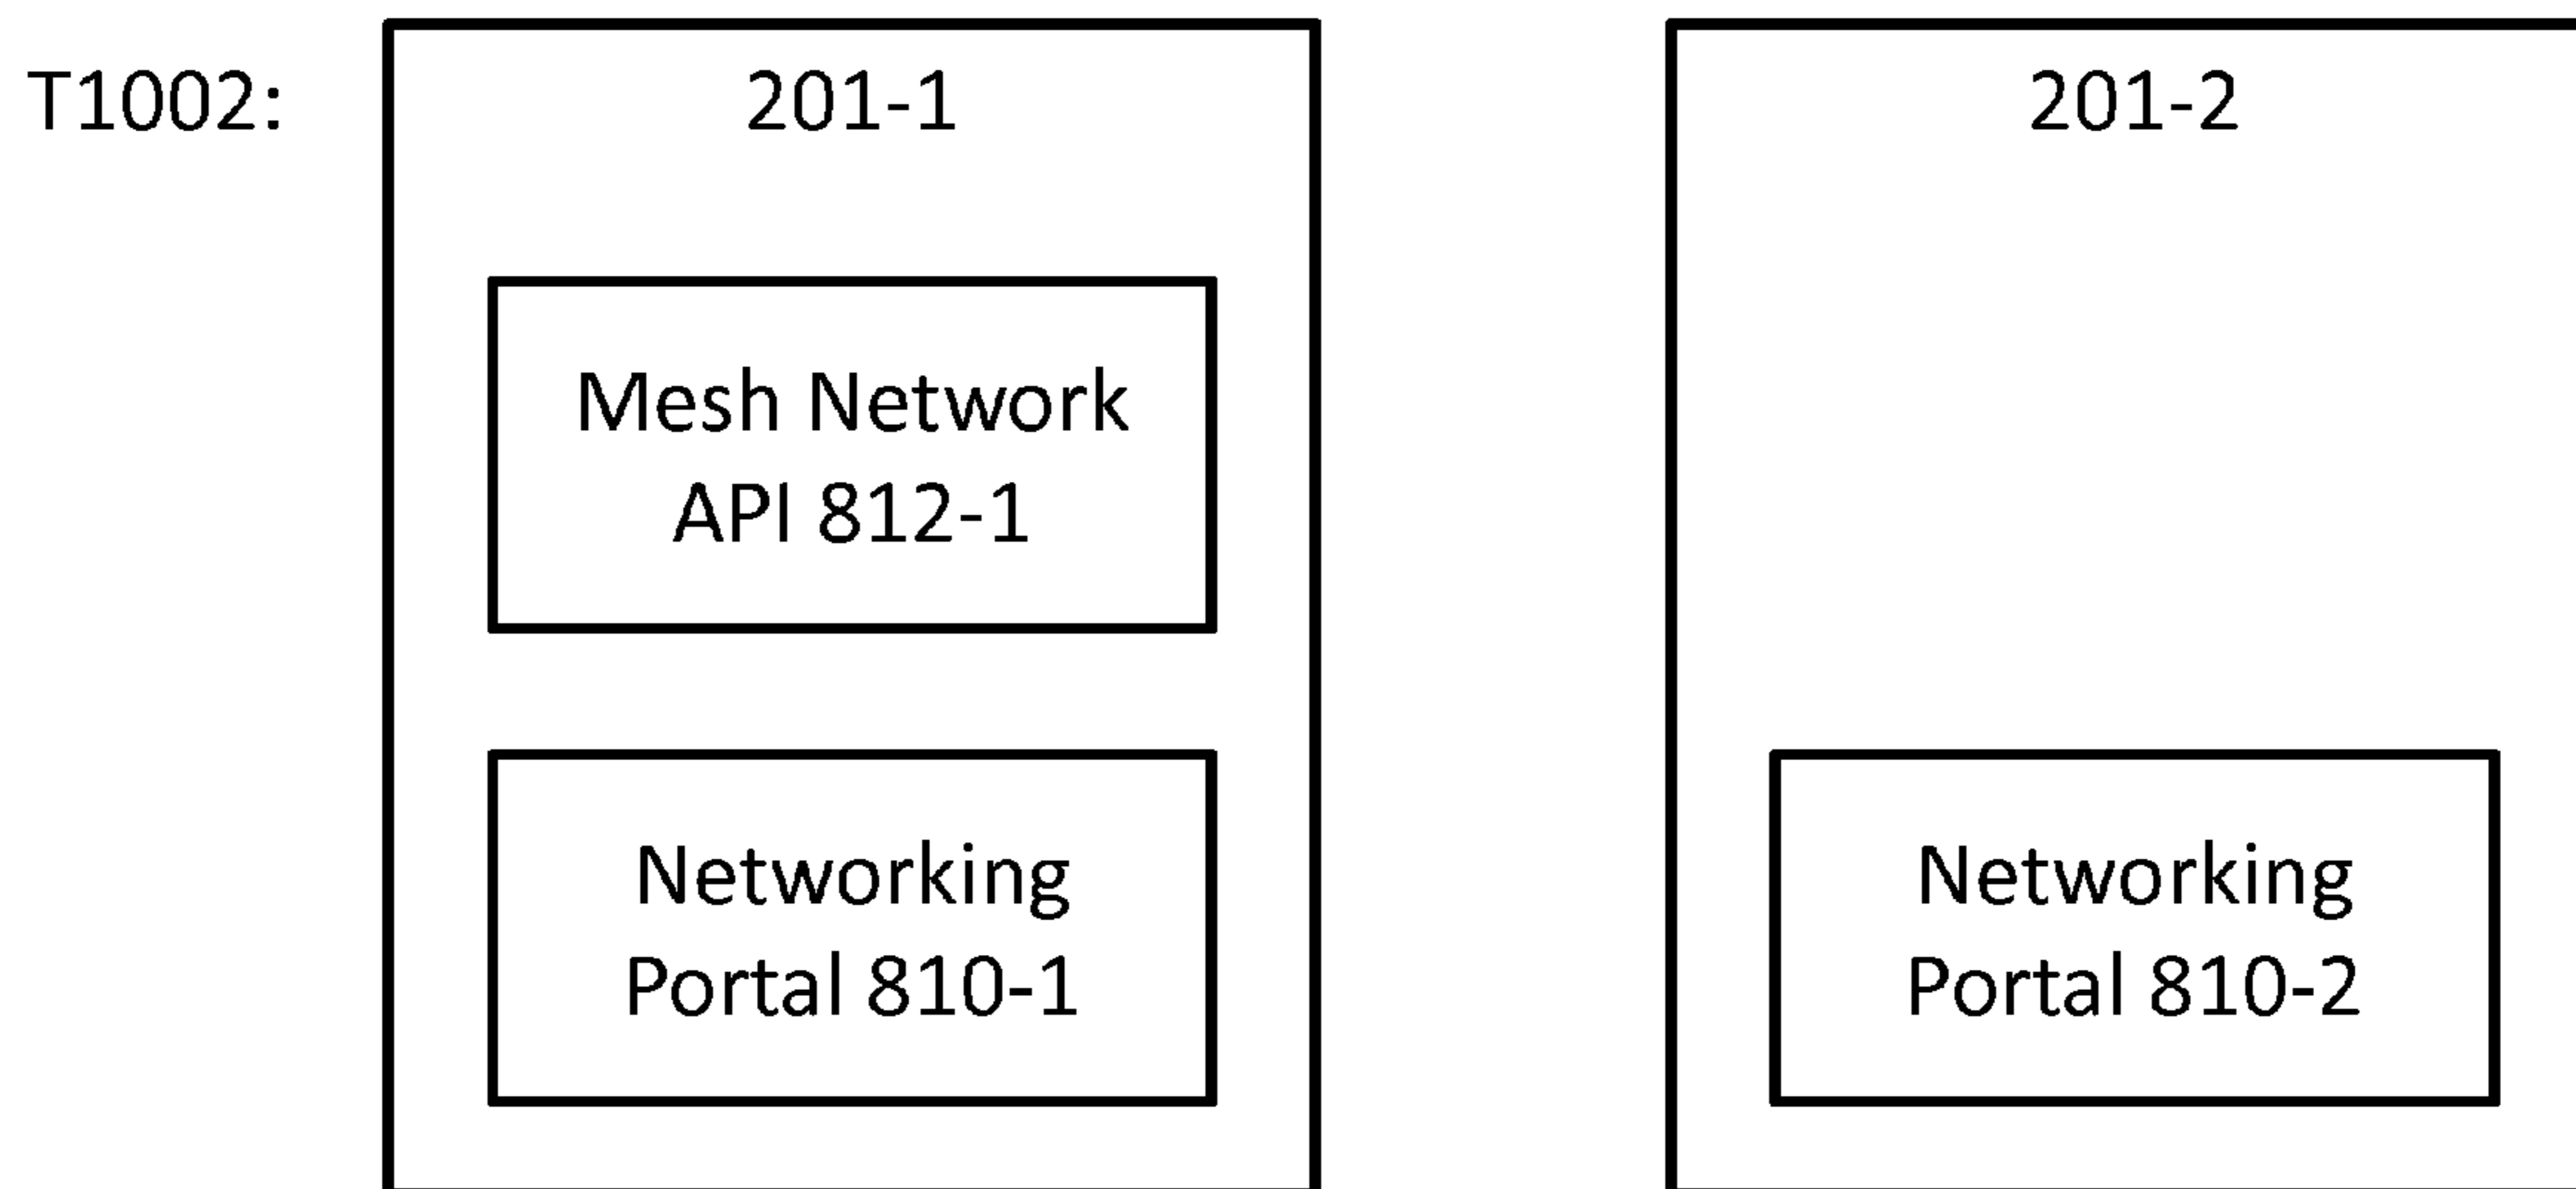 T1002:
201-1
201-2
Mesh Network
API 812-1
Networking
Portal 810-1
Networking
Portal 810-2